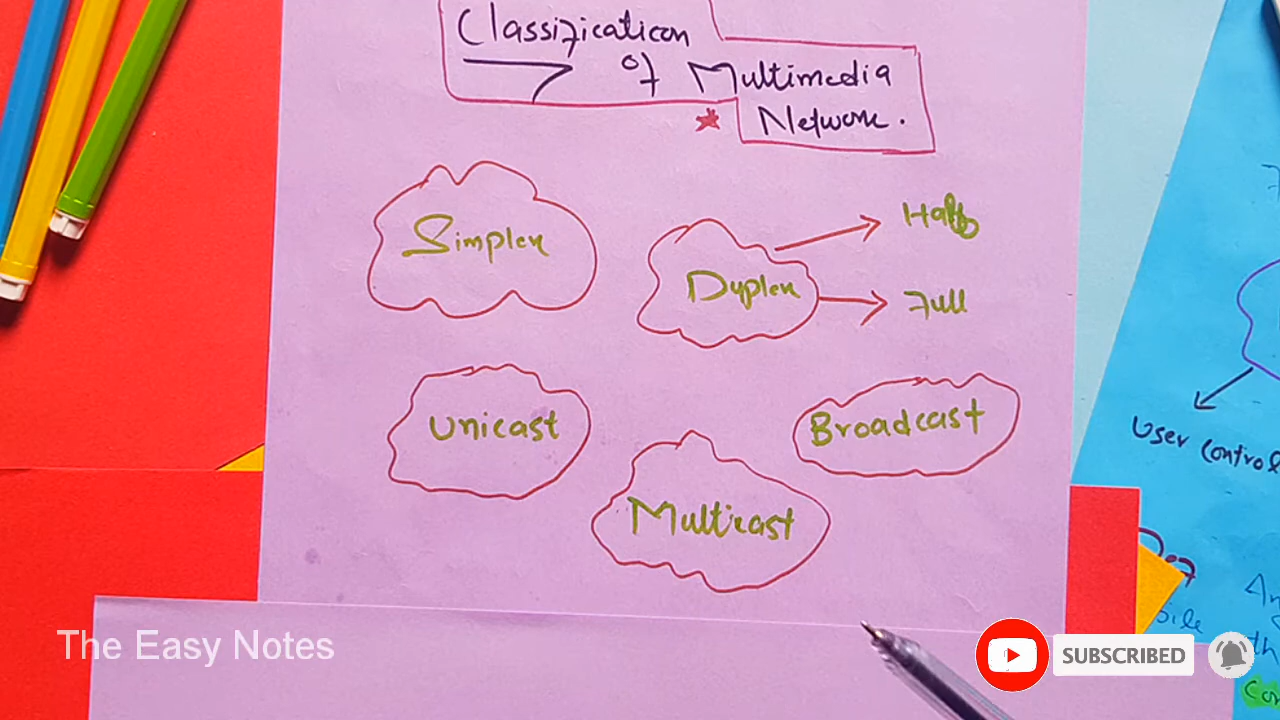 Classification
of Multimedia
Network.
Simplex
Half
Duplex
Full
Unicast
Broadcast
Multicast
User Control
The Easy Notes
SUBSCRIBED